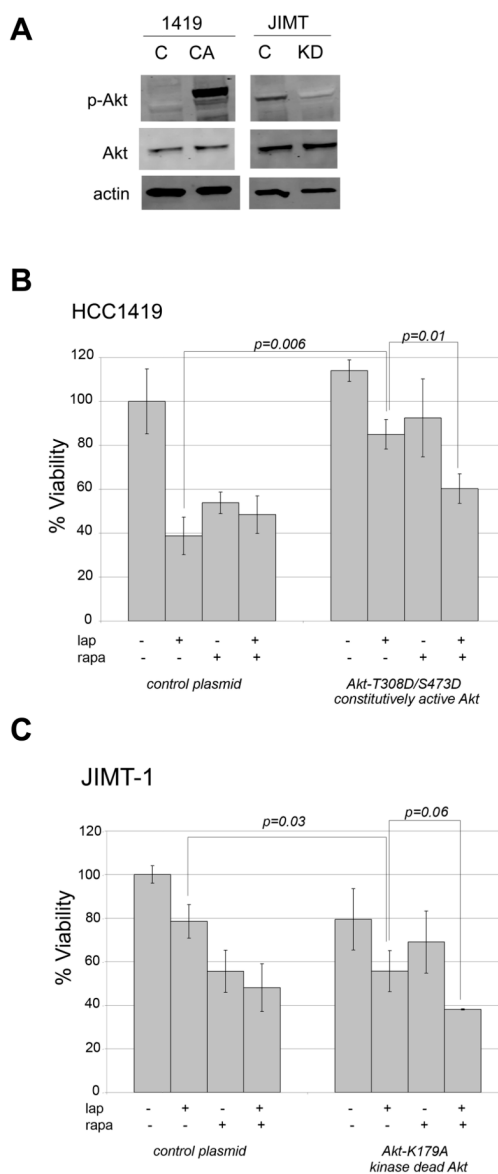 A
1419 JIMT
C CA C KD
p-Akt
Akt
actin
B
HCC1419
p=0.006
p=0.01
120
100
80
60
40
20
0
% Viability
lap - + - + - + - +
rapa - - + + - - + +
control plasmid
Akt-T308D/S473D
constitutively active Akt
C
JIMT-1
p=0.03
p=0.06
120
100
80
60
40
20
0
% Viability
lap - + - + - + - +
rapa - - + + - - + +
control plasmid
Akt-K179A
kinase dead Akt